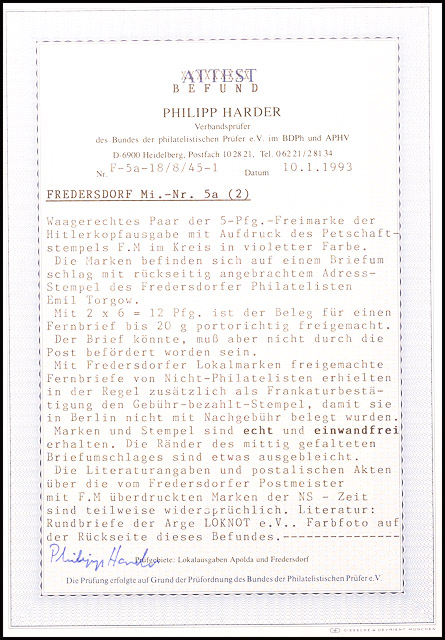 ATTEST
BEFUND
PHILIPP HARDER
Verbandsprüfer
des Bundes der philatelistischen Prüfer e.V. im BDPh und APHV
D-6900 Heidelberg, Postfach 10 28 21, Tel. 0 62 21 / 2 81 34
Nr. F-5a-18/8/45-1 Datum 10.1.1993
FREDERSDORF Mi.-Nr. 5a (2)
Waagerechtes Paar der 5-Pfg.-Freimarke der
Hitlerkopfausgabe mit Aufdruck des Petschaft-
stempels F.M im Kreis in violetter Farbe.
Die Marken befinden sich auf einem Briefum
schlag mit rückseitig angebrachtem Adress-
Stempel des Fredersdorfer Philatelisten
Emil Torgow.
Mit 2 x 6 = 12 Pfg. ist der Beleg für einen
Fernbrief bis 20 g portorichtig freigemacht.
Der Brief könnte, muß aber nicht durch die
Post befördert worden sein.
Mit Fredersdorfer Lokalmarken freigemachte
Fernbriefe von Nicht-Philatelisten erhielten
in der Regel zusätzlich als Frankaturbestä-
tigung den Gebühr-bezahlt-Stempel, damit sie
in Berlin nicht mit Nachgebühr belegt wurden.
Marken und Stempel sind echt und einwandfrei
erhalten. Die Ränder des mittig gefalteten
Briefumschlages sind etwas ausgebleicht.
Die Literaturangaben und postalischen Akten
über die vom Fredersdorfer Postmeister
mit F.M überdruckten Marken der NS - Zeit
sind teilweise widersprüchlich. Literatur:
Rundbriefe der Arge LOKNOT e.V.. Farbfoto auf
der Rückseite dieses Befundes.---------------
Philipp Harder
Prüfgebiete: Lokalausgaben Apolda und Fredersdorf
Die Prüfung erfolgte auf Grund der Prüfordnung des Bundes der Philatelistischen Prüfer e.V.
GIESECKE & DEVRIENT MÜNCHEN